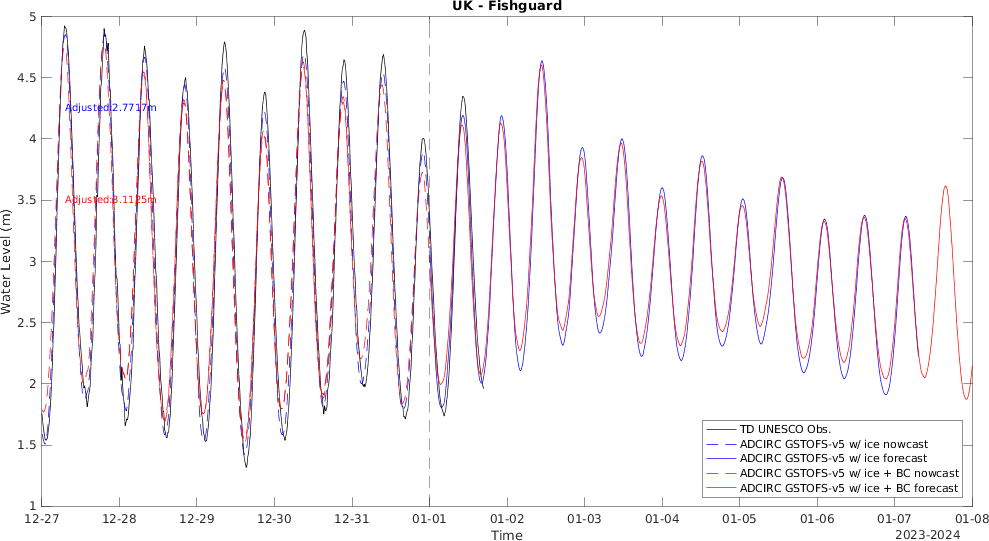 UK - Fishguard
5
4.5
4
3.5
3
2.5
2
1.5
1
Water Level (m)
Adjusted:2.7717m
Adjusted:3.1125m
TD UNESCO Obs.
ADCIRC GSTOFS-v5 w/ ice nowcast
ADCIRC GSTOFS-v5 w/ ice forecast
ADCIRC GSTOFS-v5 w/ ice + BC nowcast
ADCIRC GSTOFS-v5 w/ ice + BC forecast
12-27 12-28 12-29 12-30 12-31 01-01 01-02 01-03 01-04 01-05 01-06 01-07 01-08
Time
2023-2024